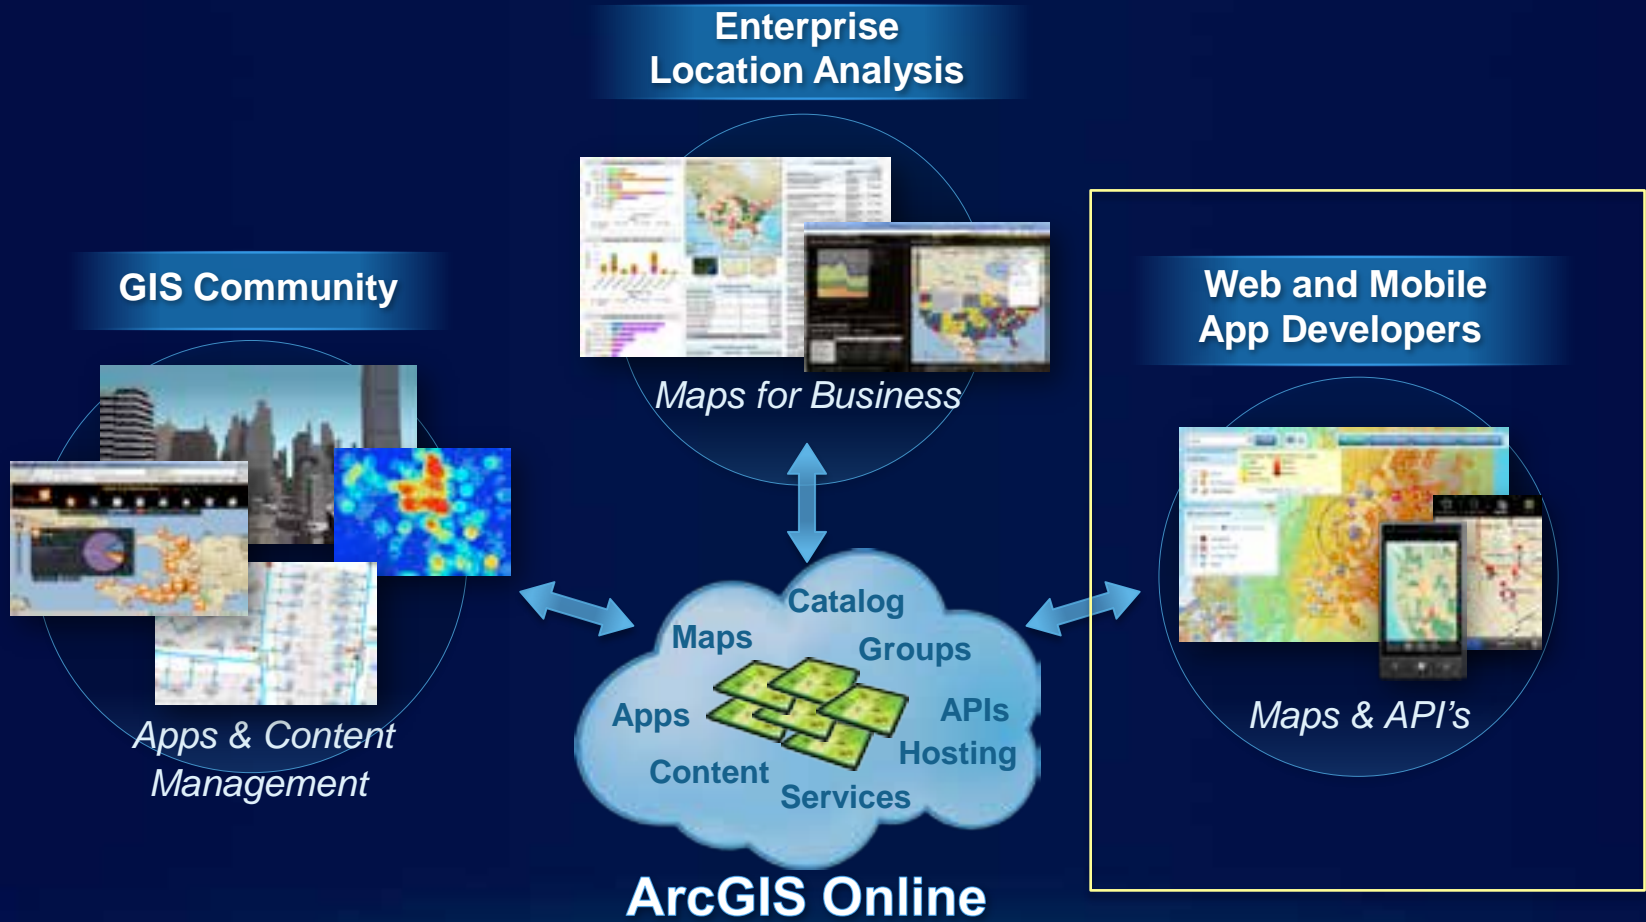 Enterprise
Location Analysis
GIS Community
Web and Mobile
App Developers
Maps for Business
Apps & Content
Management
Maps & API's
Catalog
Maps
Groups
Apps
APIs
Hosting
Content
Services
ArcGIS Online